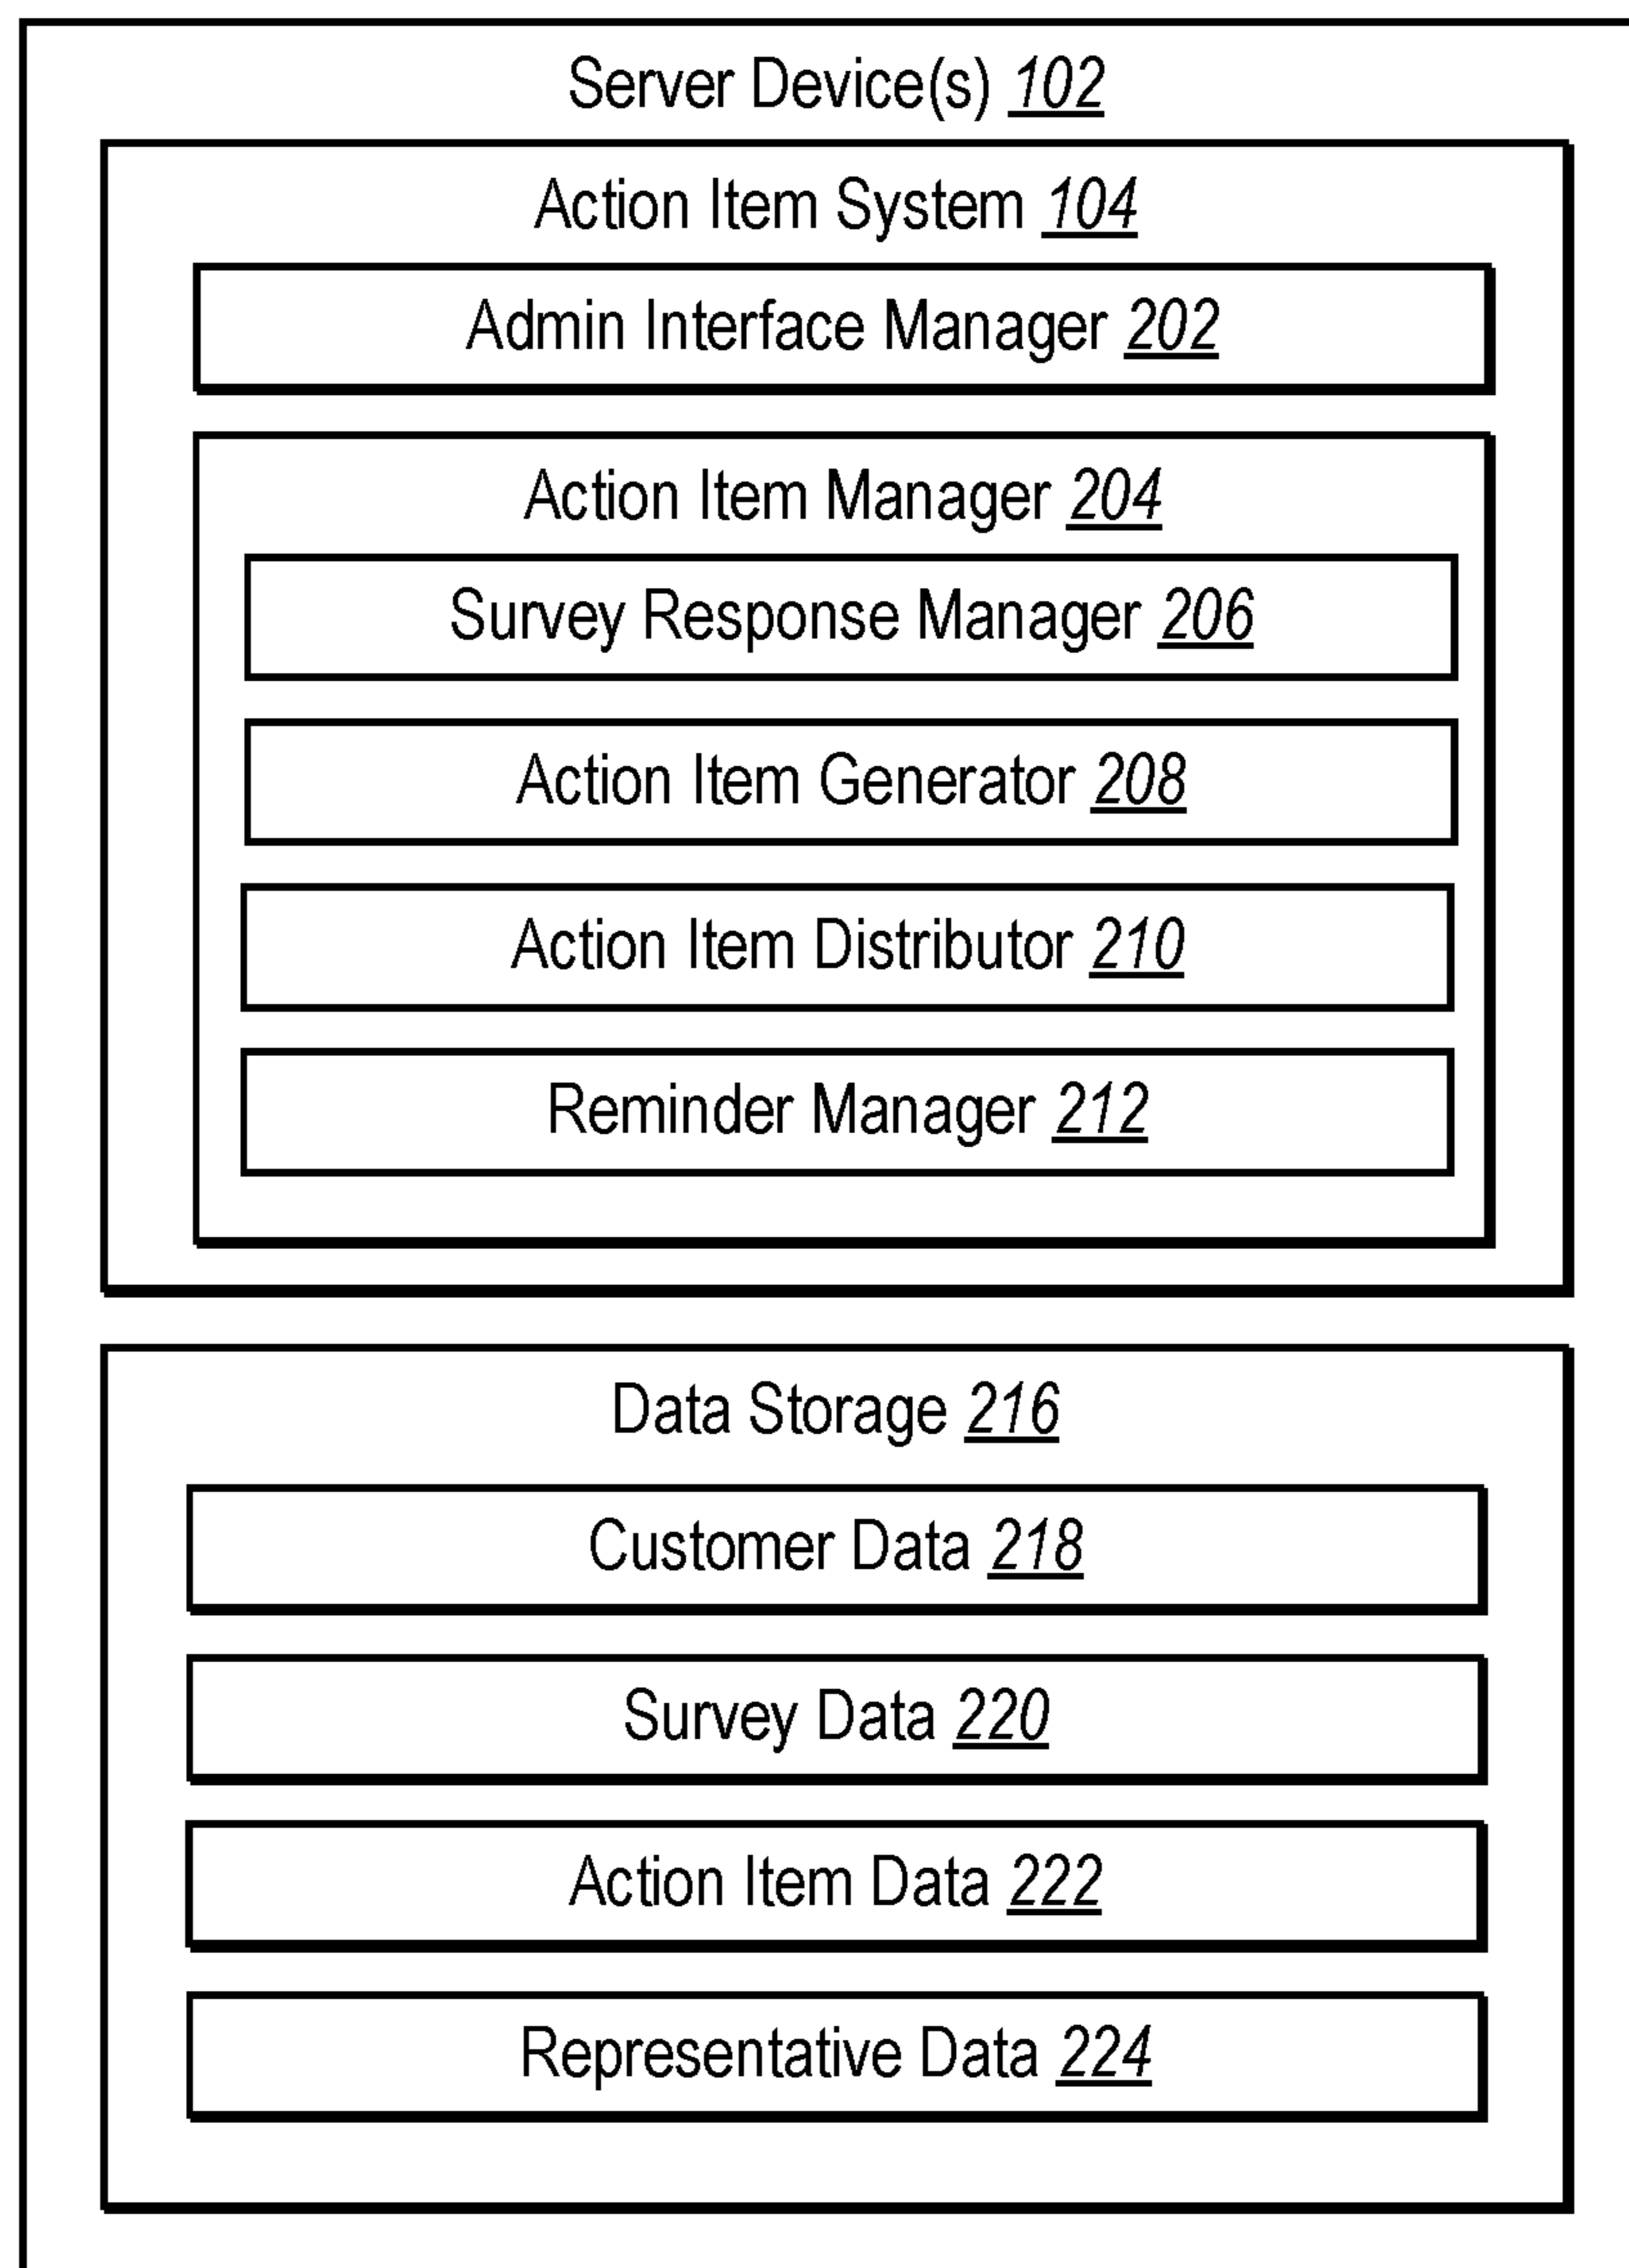 Server Device(s) 102
Action Item System 104
Admin Interface Manager 202
Action Item Manager 204
Survey Response Manager 206
Action Item Generator 208
Action Item Distributor 210
Reminder Manager 212
Data Storage 216
Customer Data 218
Survey Data 220
Action Item Data 222
Representative Data 224